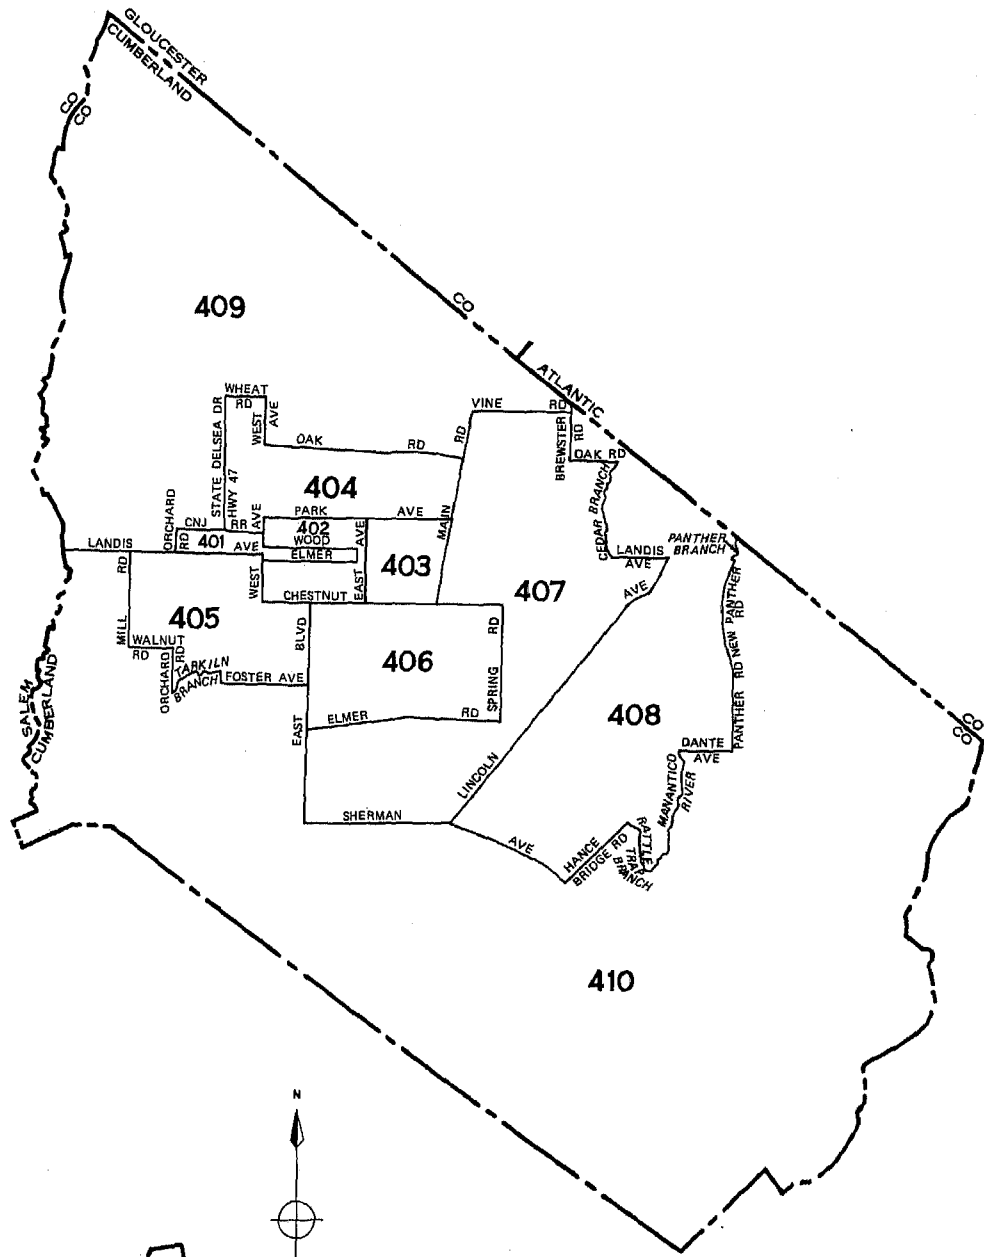 GLOUCESTER
CUMBERLAND
CO
CO
409
CO
ATLANTIC
WHEAT
RD
WEST AVE
STATE DELSEA DR
HWY 47
OAK RD
VINE RD
BREWSTER RD
OAK RD
CEDAR BRANCH
404
MAIN RD
ORCHARD RD
CNJ RR
AVE
PARK AVE
402
WOOD
ELMER
401
LANDIS AVE
WEST
EAST AVE
403
CHESTNUT
407
LANDIS
AVE
PANTHER
BRANCH
NEW PANTHER RD
PANTHER RD
MILL RD
405
WALNUT
RD
ORCHARD RD
TARKILN
BRANCH
FOSTER AVE
EAST BLVD
406
SPRING RD
ELMER RD
LINCOLN AVE
408
DANTE
AVE
MANANTICO
RIVER
SALEM
CUMBERLAND
CO
CO
SHERMAN AVE
HANCE
BRIDGE RD
RATTLE
TRAP
BRANCH
410
N